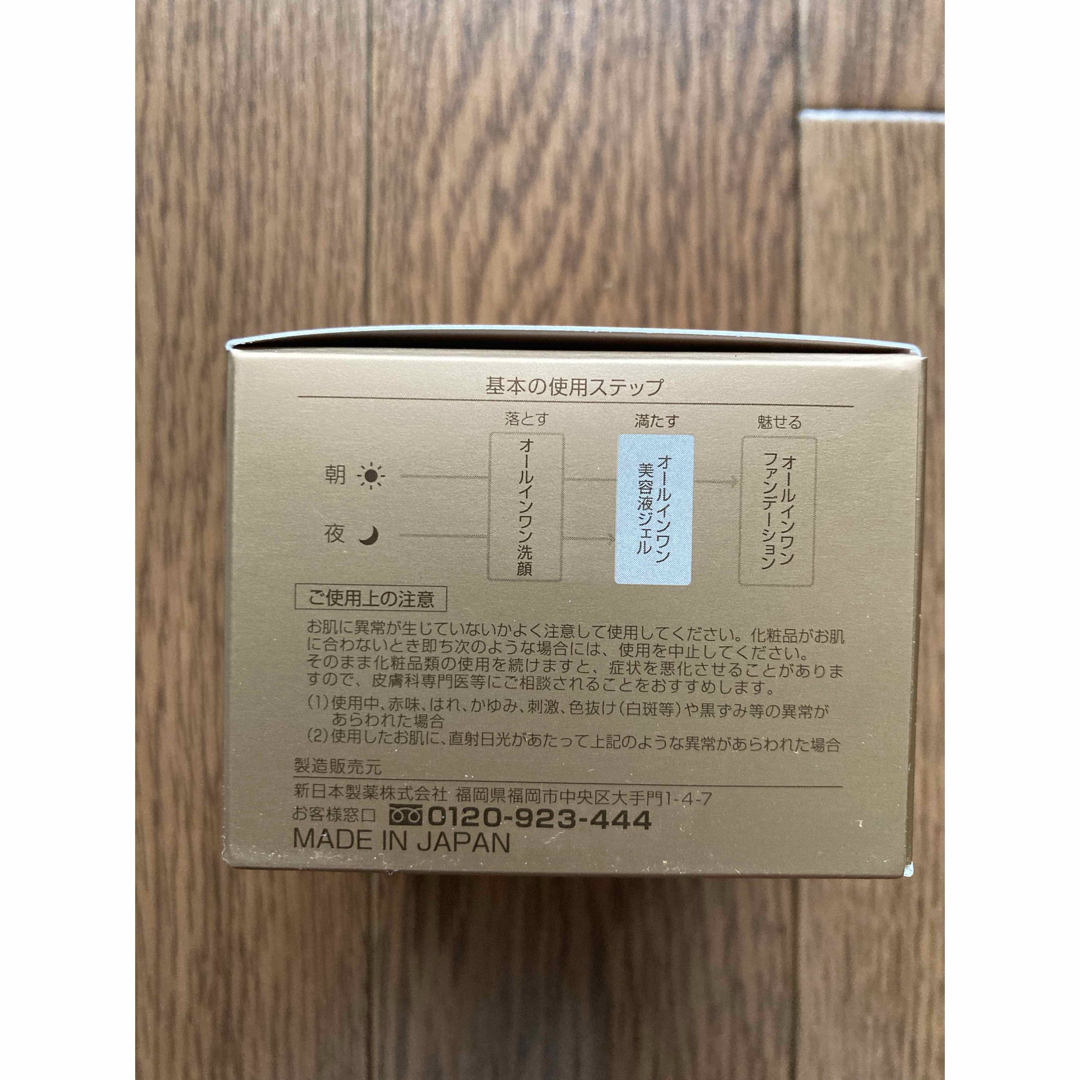 基本の使用ステップ
落とす
満たす
魅せる
朝
夜
オールインワン洗顔
オールインワン
美容液ジェル
オールインワン
ファンデーション
ご使用上の注意
お肌に異常が生じていないかよく注意して使用してください。化粧品がお肌
に合わないとき即ち次のような場合には、使用を中止してください。
そのまま化粧品類の使用を続けますと、症状を悪化させることがありま
すので、皮膚科専門医等にご相談されることをおすすめします。
(1)使用中、赤味、はれ、かゆみ、刺激、色抜け(白斑等)や黒ずみ等の異常が
あらわれた場合
(2)使用したお肌に、直射日光があたって上記のような異常があらわれた場合
製造販売元
新日本製薬株式会社 福岡県福岡市中央区大手門1-4-7
お客様窓口 0120-923-444
MADE IN JAPAN